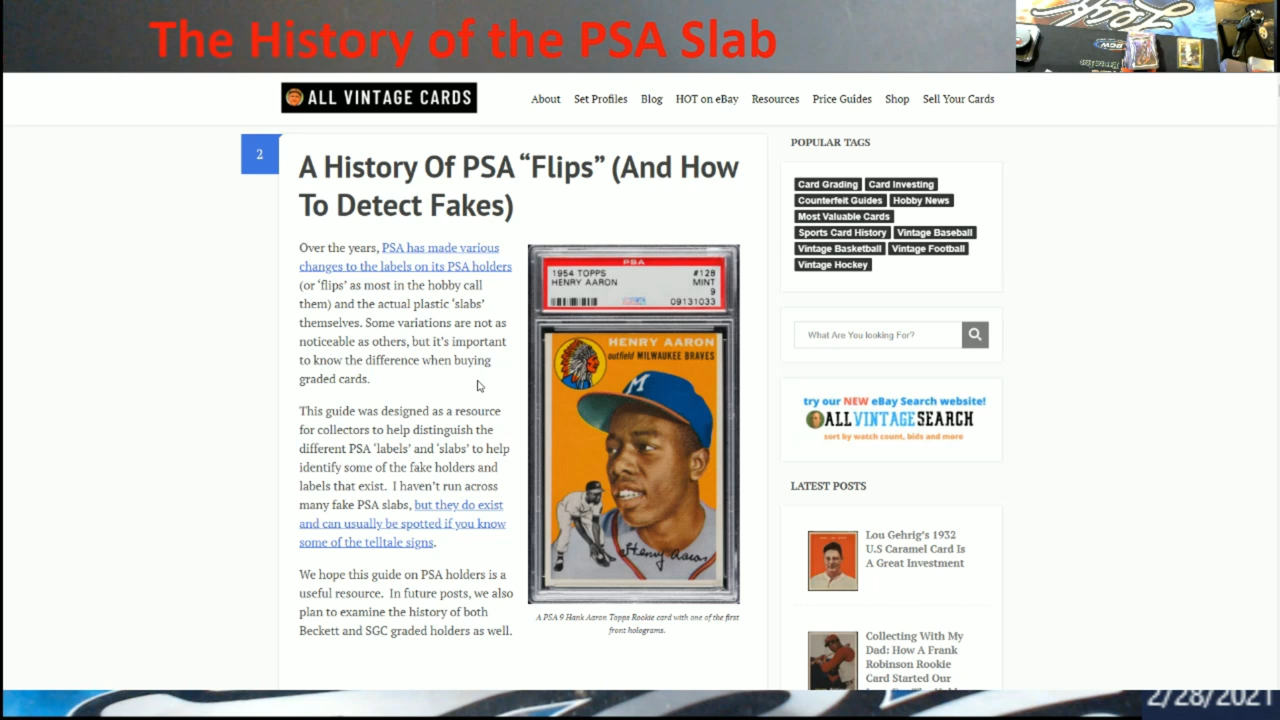 The History of the PSA Slab
ALL VINTAGE CARDS
About Set Profiles Blog HOT on eBay Resources Price Guides Shop Sell Your Cards
2
A History Of PSA “Flips” (And How
To Detect Fakes)
Over the years, PSA has made various
changes to the labels on its PSA holders
(or ‘flips’ as most in the hobby call
them) and the actual plastic ‘slabs’
themselves. Some variations are not as
noticeable as others, but it’s important
to know the difference when buying
graded cards.
This guide was designed as a resource
for collectors to help distinguish the
different PSA ‘labels’ and ‘slabs’ to help
identify some of the fake holders and
labels that exist. I haven’t run across
many fake PSA slabs, but they do exist
and can usually be spotted if you know
some of the telltale signs.
We hope this guide on PSA holders is a
useful resource. In future posts, we also
plan to examine the history of both
Beckett and SGC graded holders as well.
PSA
1954 TOPPS #128
HENRY AARON MINT
9
PSA 09131033
HENRY AARON
outfield MILWAUKEE BRAVES
M
Henry Aaron
A PSA 9 Hank Aaron Topps Rookie card with one of the first
front holograms.
POPULAR TAGS
Card Grading Card Investing
Counterfeit Guides Hobby News
Most Valuable Cards
Sports Card History Vintage Baseball
Vintage Basketball Vintage Football
Vintage Hockey
What Are You looking For?
try our NEW eBay Search website!
ALL VINTAGE SEARCH
sort by watch count, bids and more
LATEST POSTS
Lou Gehrig’s 1932
U.S Caramel Card Is
A Great Investment
Collecting With My
Dad: How A Frank
Robinson Rookie
Card Started Our
2/28/2021